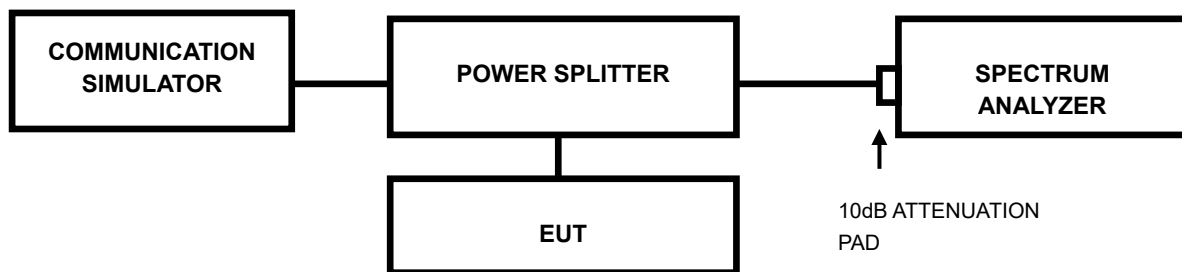 COMMUNICATION
SIMULATOR
POWER SPLITTER
SPECTRUM
ANALYZER
EUT
10dB ATTENUATION
PAD